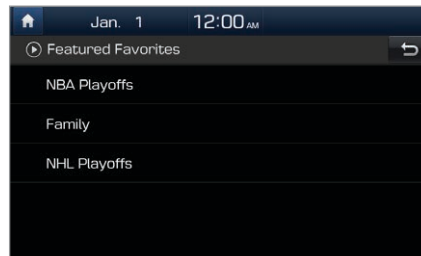 Jan. 1 12:00 AM
Featured Favorites
NBA Playoffs
Family
NHL Playoffs